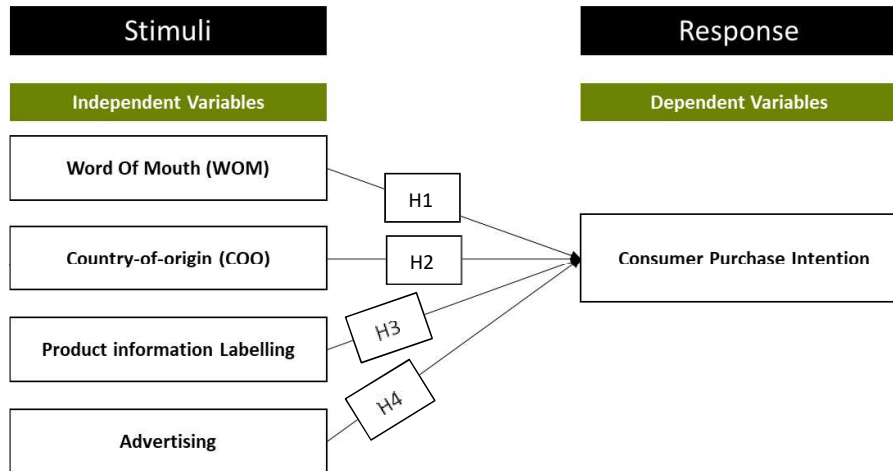 Stimuli
Response
Independent Variables
Dependent Variables
Word Of Mouth (WOM)
H1
Country-of-origin (COO)
H2
Consumer Purchase Intention
Product information Labelling
H3
Advertising
H4